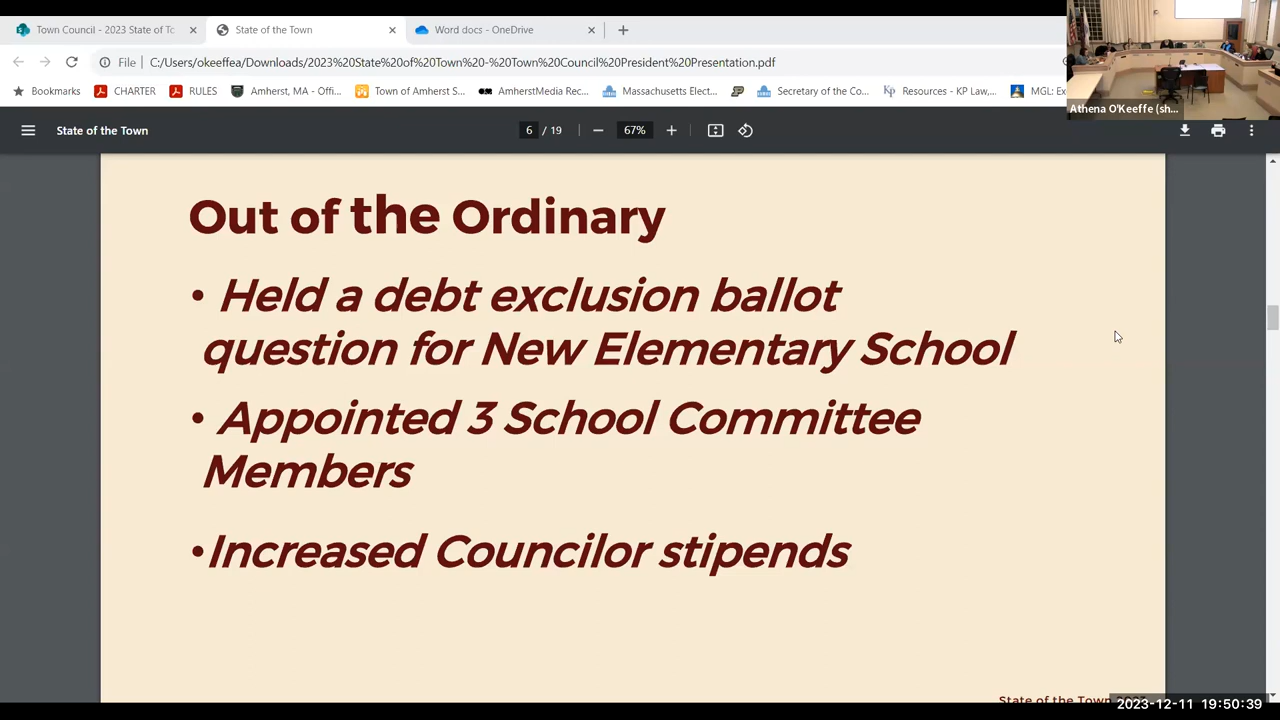 Town Council - 2023 State of To
State of the Town
Word docs - OneDrive
File
C:/Users/okeeffea/Downloads/2023%20State%20of%20the%20Town%20-%20Town%20Council%20President%20Presentation.pdf
Bookmarks
CHARTER
RULES
Amherst, MA - Offi...
Town of Amherst S...
AmherstMedia Rec...
Massachusetts Elect...
Secretary of the Co...
Resources - KP Law,...
MGL: Ex
Athena O'Keeffe (sh...
State of the Town
6 / 19
67%
Out of the Ordinary
• Held a debt exclusion ballot
question for New Elementary School
• Appointed 3 School Committee
Members
•Increased Councilor stipends
State of the Town
2023-12-11 19:50:39